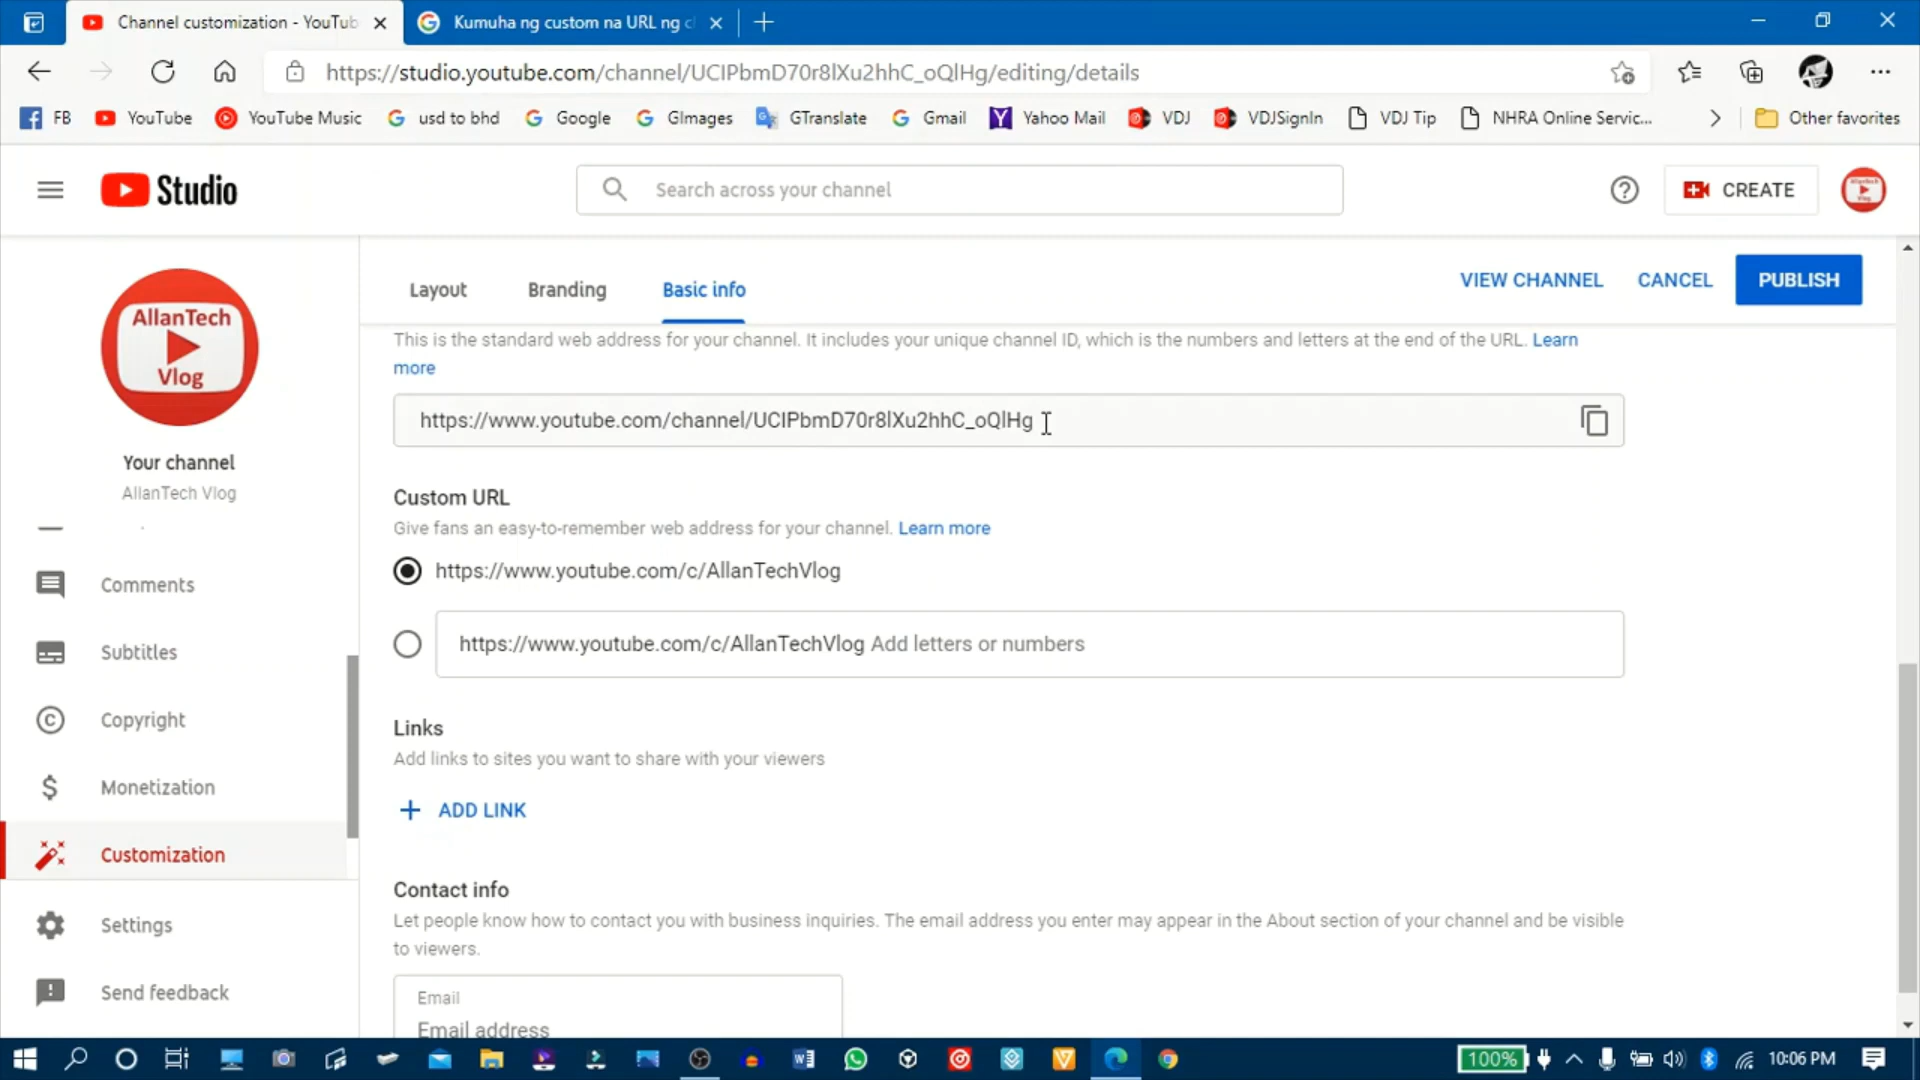 Channel customization - YouTub
Kumuha ng custom na URL ng c
https://studio.youtube.com/channel/UCIPbmD70r8lXu2hhC_oQlHg/editing/details
FB YouTube YouTube Music usd to bhd Google GImages GTranslate Gmail Yahoo Mail VDJ VDJSignIn VDJ Tip NHRA Online Servic... Other favorites
Studio
Search across your channel
CREATE
AllanTech
Vlog
Your channel
AllanTech Vlog
Comments
Subtitles
Copyright
Monetization
Customization
Settings
Send feedback
Layout Branding Basic info
VIEW CHANNEL CANCEL PUBLISH
This is the standard web address for your channel. It includes your unique channel ID, which is the numbers and letters at the end of the URL. Learn
more
https://www.youtube.com/channel/UCIPbmD70r8lXu2hhC_oQlHg
Custom URL
Give fans an easy-to-remember web address for your channel. Learn more
https://www.youtube.com/c/AllanTechVlog
https://www.youtube.com/c/AllanTechVlog Add letters or numbers
Links
Add links to sites you want to share with your viewers
+ ADD LINK
Contact info
Let people know how to contact you with business inquiries. The email address you enter may appear in the About section of your channel and be visible
to viewers.
Email
Email address
100%
10:06 PM